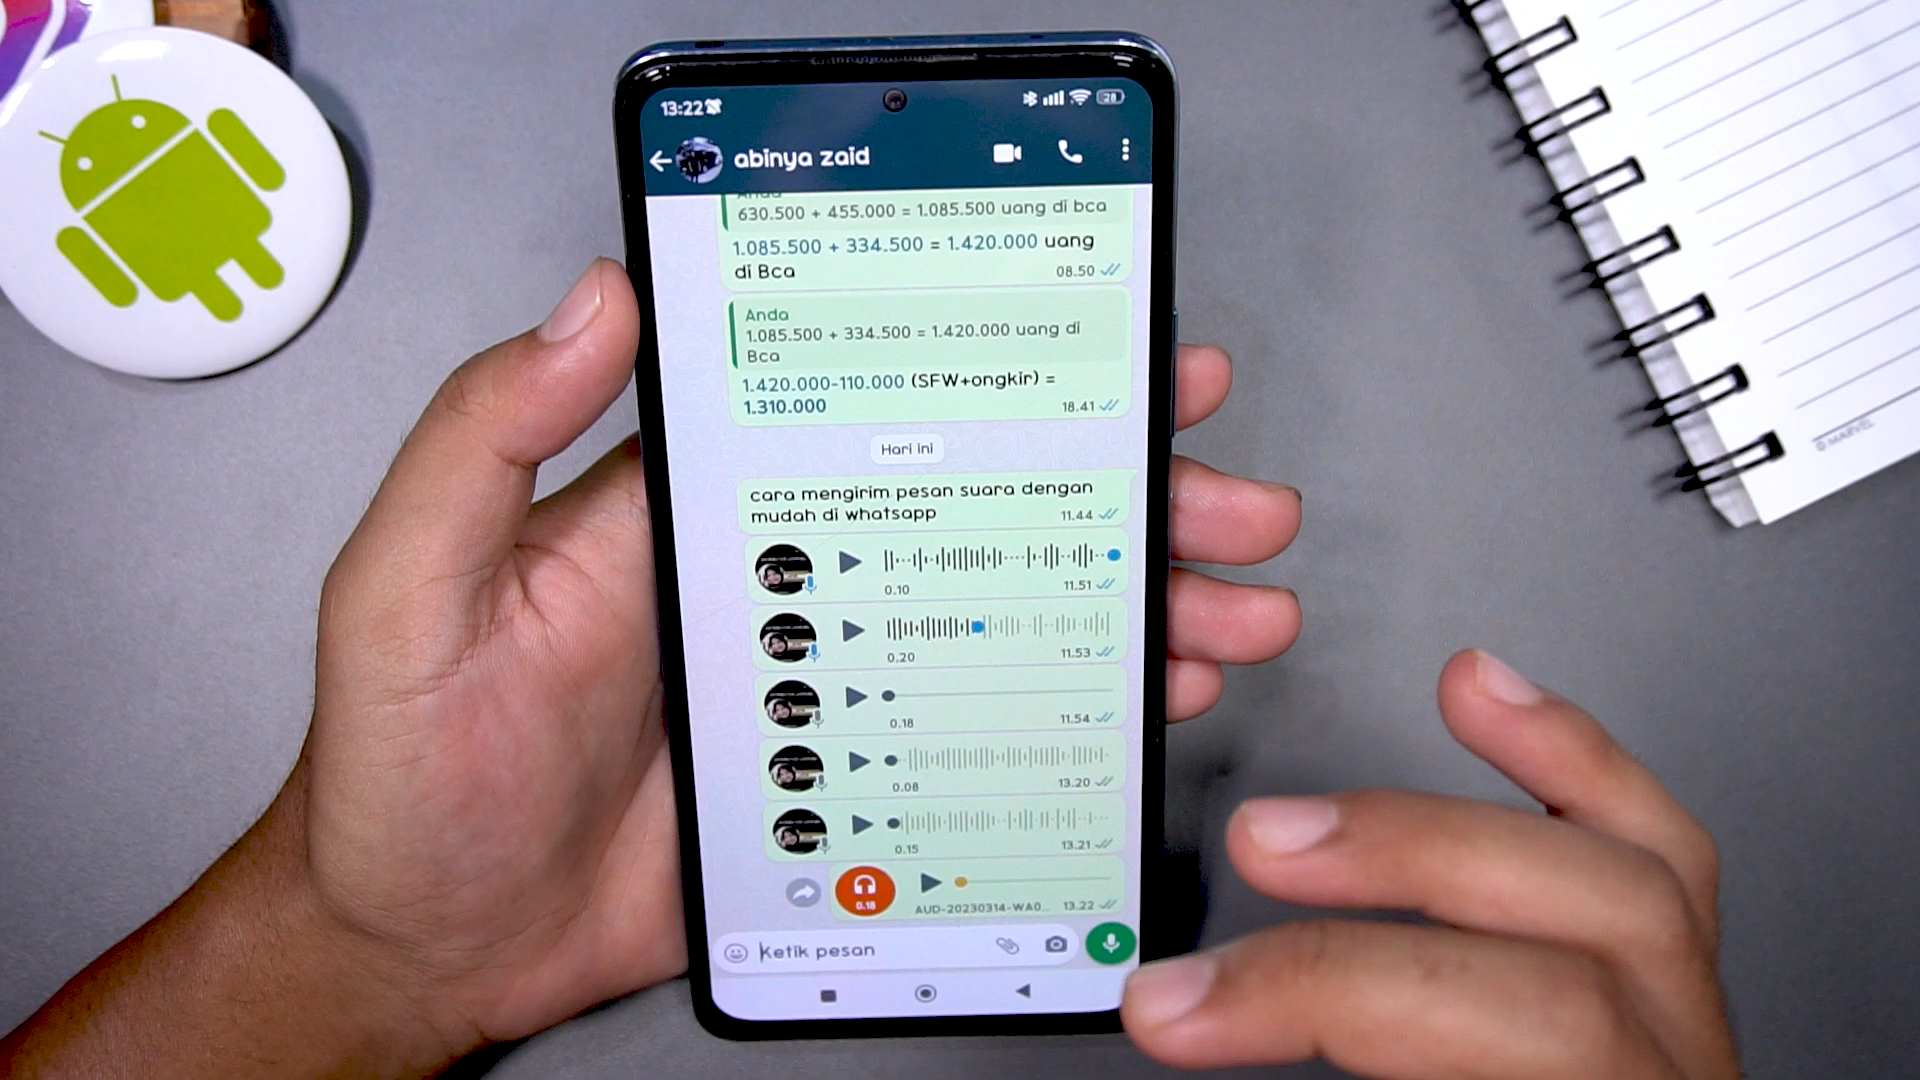 13:22
28
abinya zaid
Anda
630.500 + 455.000 = 1.085.500 uang di bca
1.085.500 + 334.500 = 1.420.000 uang
di Bca
08.50
Anda
1.085.500 + 334.500 = 1.420.000 uang di
Bca
1.420.000-110.000 (SFW+ongkir) =
1.310.000
18.41
Hari ini
cara mengirim pesan suara dengan
mudah di whatsapp
11.44
0.10
11.51
0.20
11.53
0.18
11.54
0.08
13.20
0.15
13.21
0.18
AUD-20230314-WA0...
13.22
Ketik pesan
© MARVEL